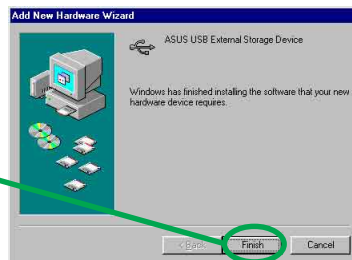 Add New Hardware Wizard
ASUS USB External Storage Device
Windows has finished installing the software that your new
hardware device requires.
< Back
Finish
Cancel